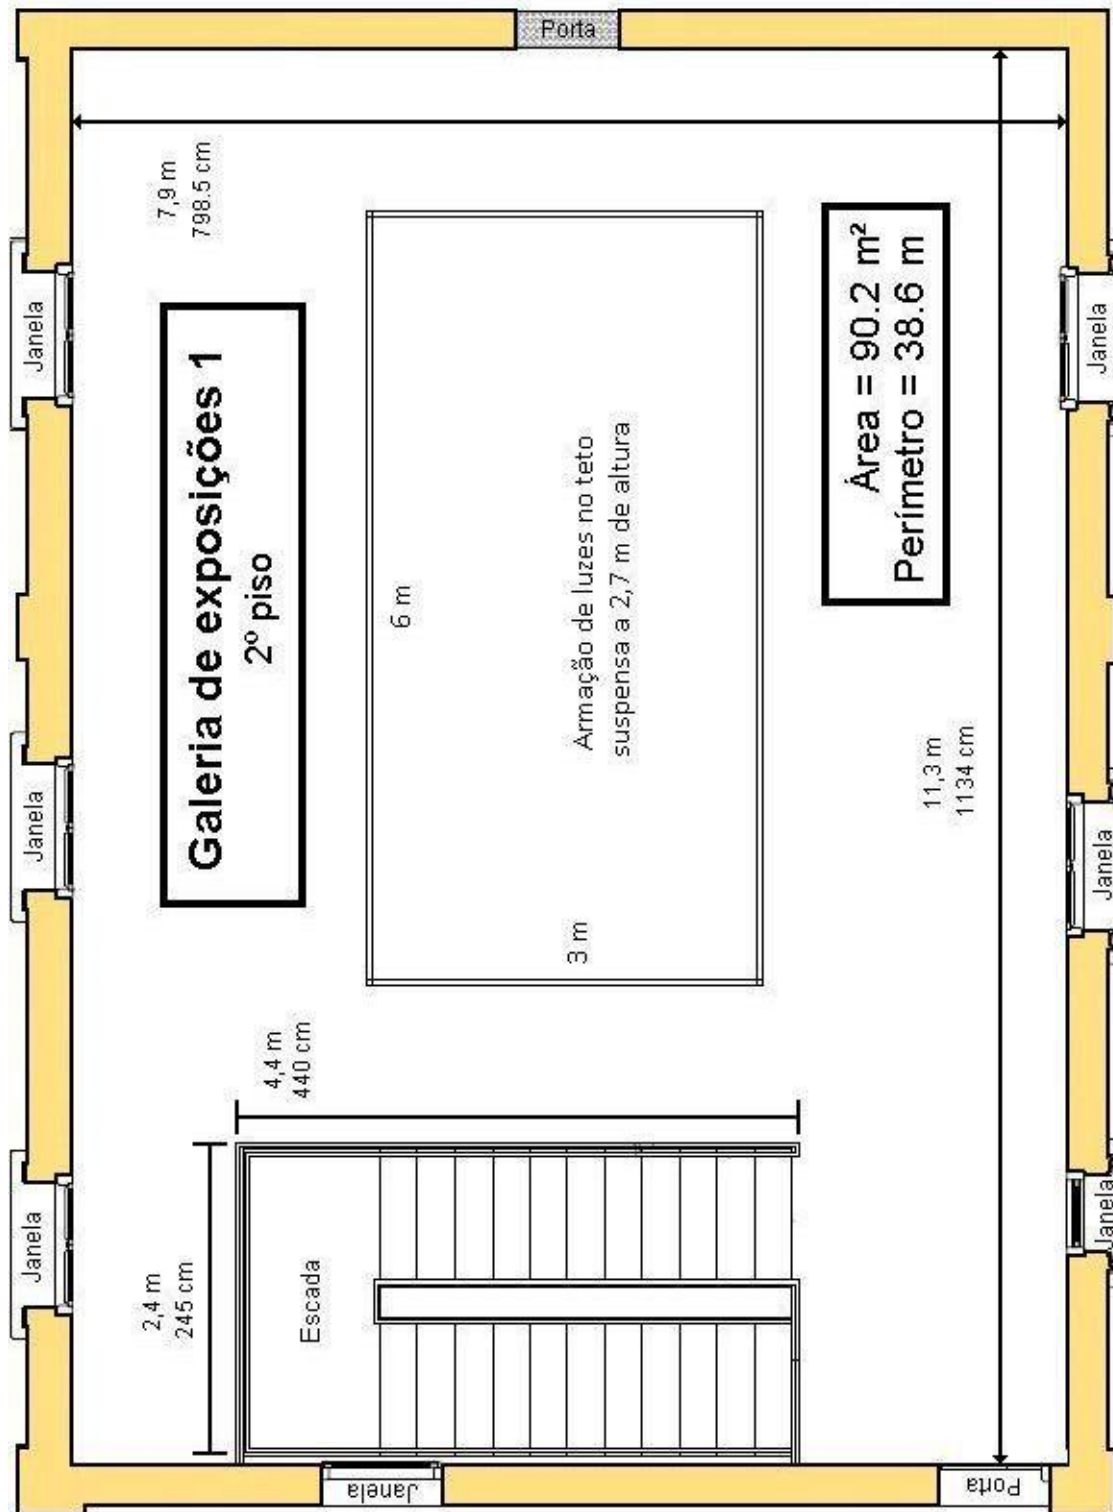 Porta
7,9 m
798.5 cm
Janela
Janela
Janela
Galeria de exposições 1
2º piso
6 m
3 m
Armação de luzes no teto
suspensa a 2,7 m de altura
Área = 90.2 m²
Perímetro = 38.6 m
11,3 m
1134 cm
4,4 m
440 cm
2,4 m
245 cm
Escada
Janela
Janela
Janela
Janela
Porta